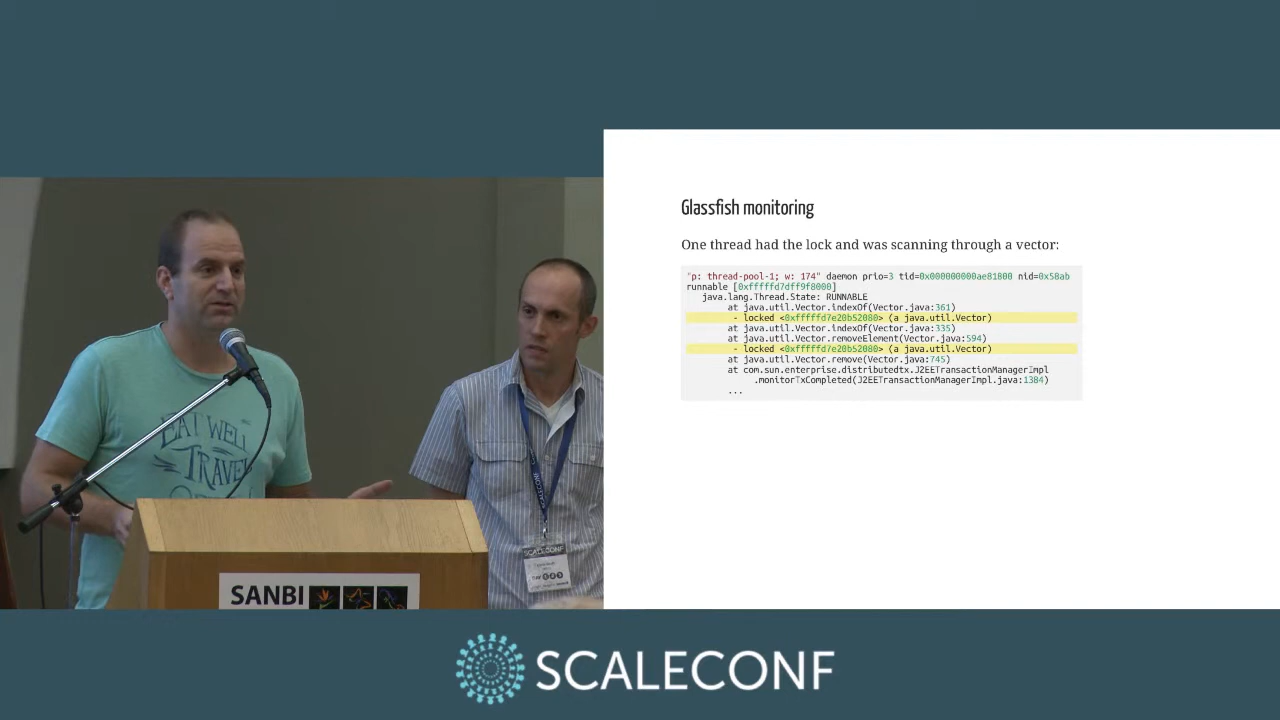 Glassfish monitoring
One thread had the lock and was scanning through a vector:
"p: thread-pool-1; w: 174" daemon prio=3 tid=0x000000000ae81800 nid=0x58ab
runnable [0xfffffd7dff9f8000]
java.lang.Thread.State: RUNNABLE
at java.util.Vector.indexOf(Vector.java:361)
- locked <0xfffffd7e20b52080> (a java.util.Vector)
at java.util.Vector.indexOf(Vector.java:335)
at java.util.Vector.removeElement(Vector.java:594)
- locked <0xfffffd7e20b52080> (a java.util.Vector)
at java.util.Vector.remove(Vector.java:745)
at com.sun.enterprise.distributedtx.J2EETransactionManagerImpl
.monitorTxCompleted(J2EETransactionManagerImpl.java:1384)
...
EAT WELL
TRAVEL
SCALECONF
SANBI
SCALECONF